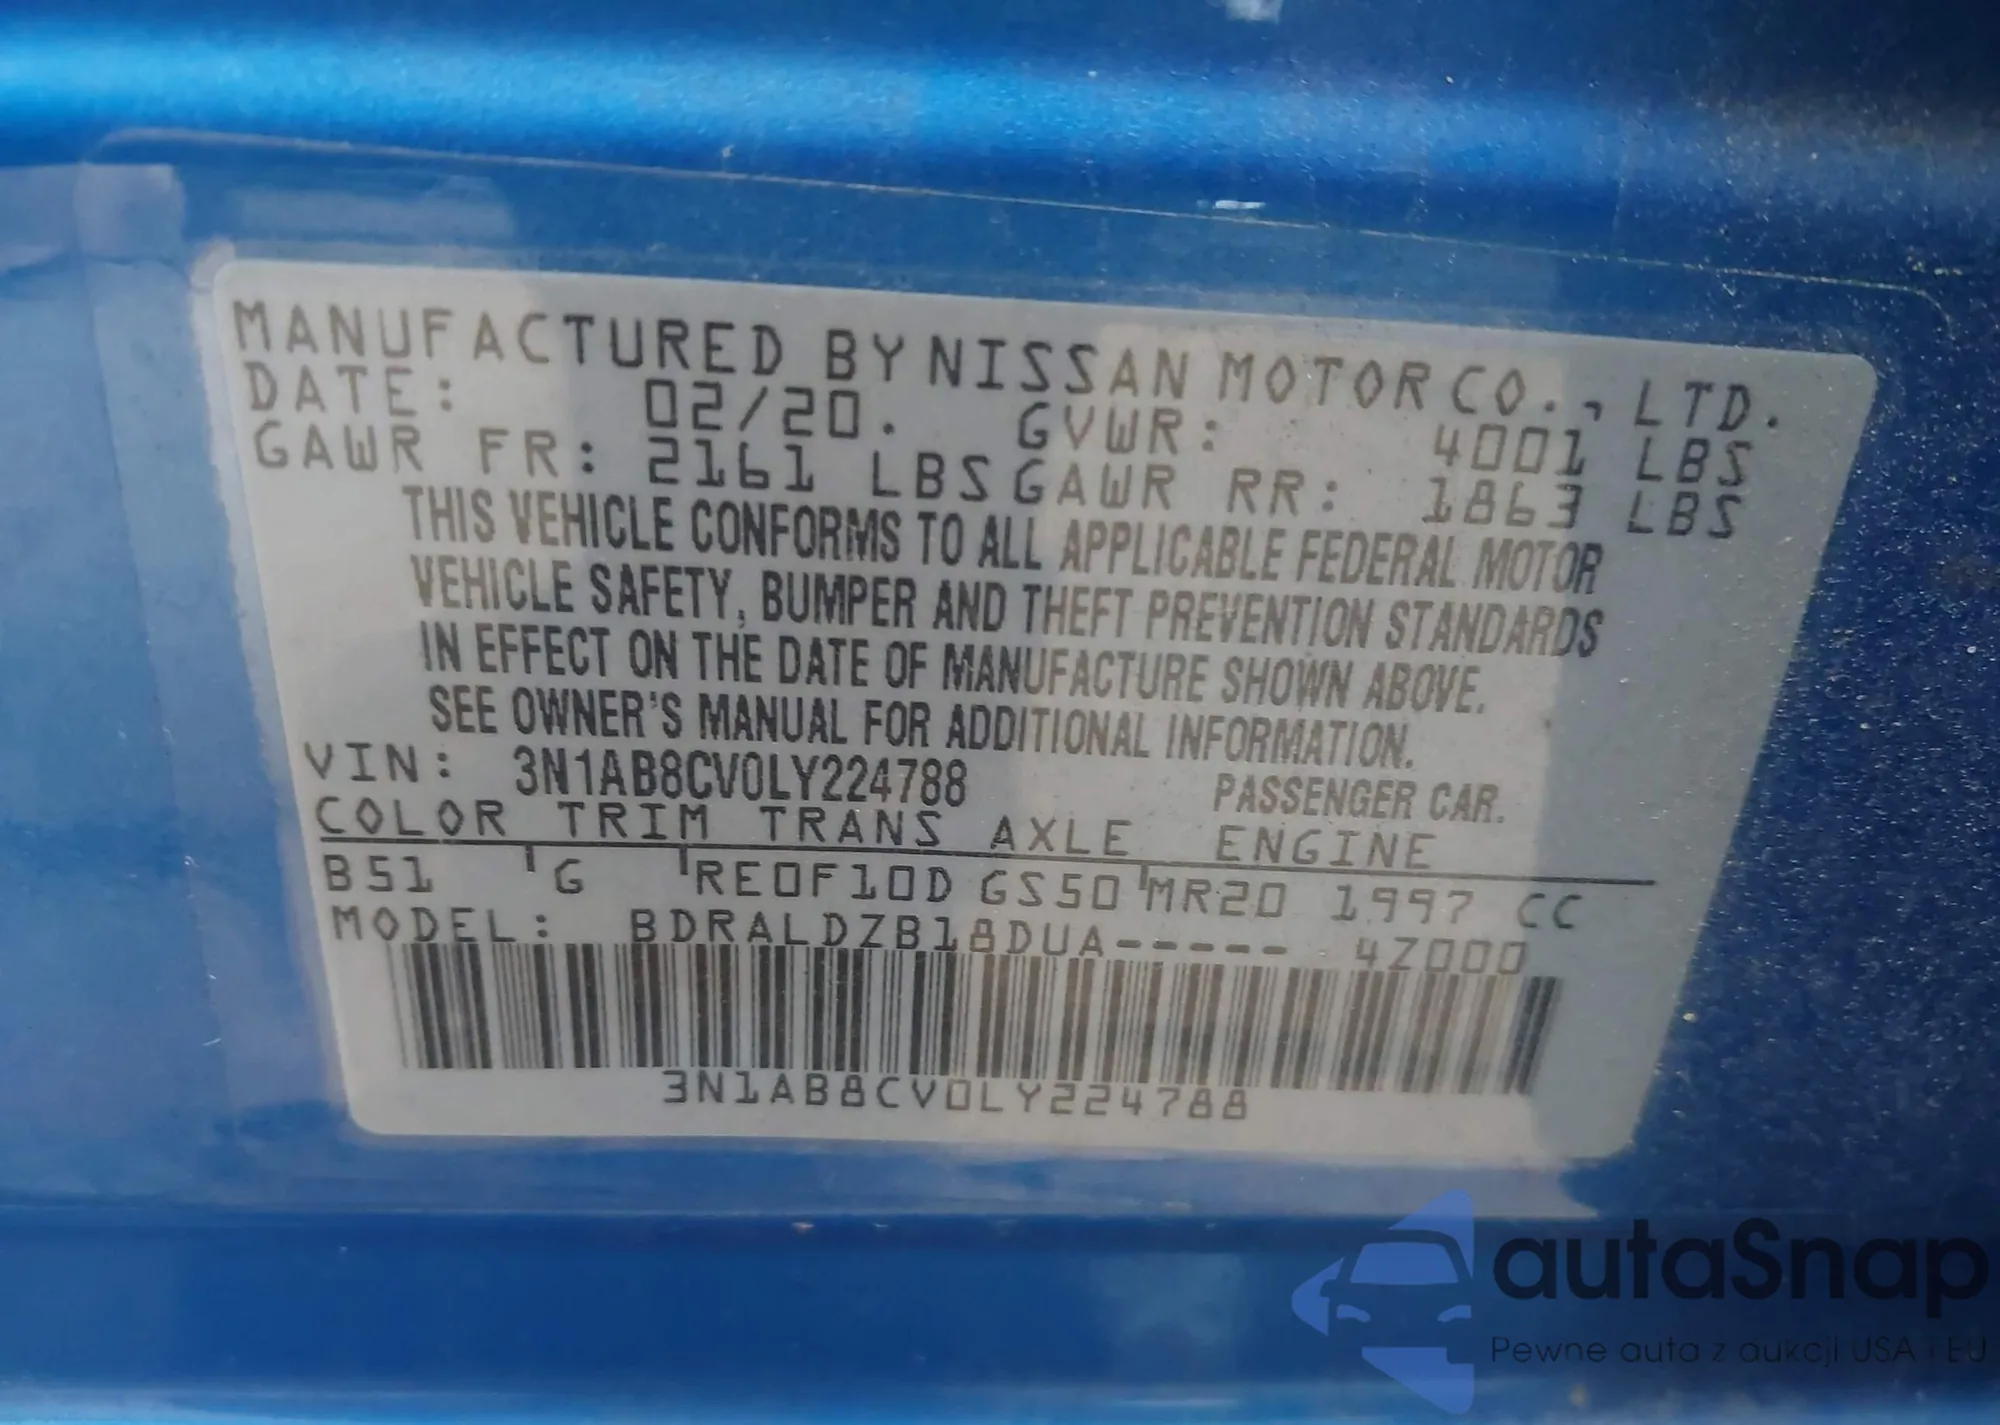 MANUFACTURED BY NISSAN MOTOR CO., LTD.
DATE: 02/20. GVWR: 4001 LBS
GAWR FR: 2161 LBS GAWR RR: 1863 LBS
THIS VEHICLE CONFORMS TO ALL APPLICABLE FEDERAL MOTOR
VEHICLE SAFETY, BUMPER AND THEFT PREVENTION STANDARDS
IN EFFECT ON THE DATE OF MANUFACTURE SHOWN ABOVE.
SEE OWNER'S MANUAL FOR ADDITIONAL INFORMATION.
VIN: 3N1AB8CV0LY224788 PASSENGER CAR.
COLOR TRIM TRANS AXLE ENGINE
B51 G RE0F10D GS50 MR20 1997 CC
MODEL: BDRALDZB18DUA----- 4Z000
3N1AB8CV0LY224788
autaSnap
Pewne auta z aukcji USA i EU